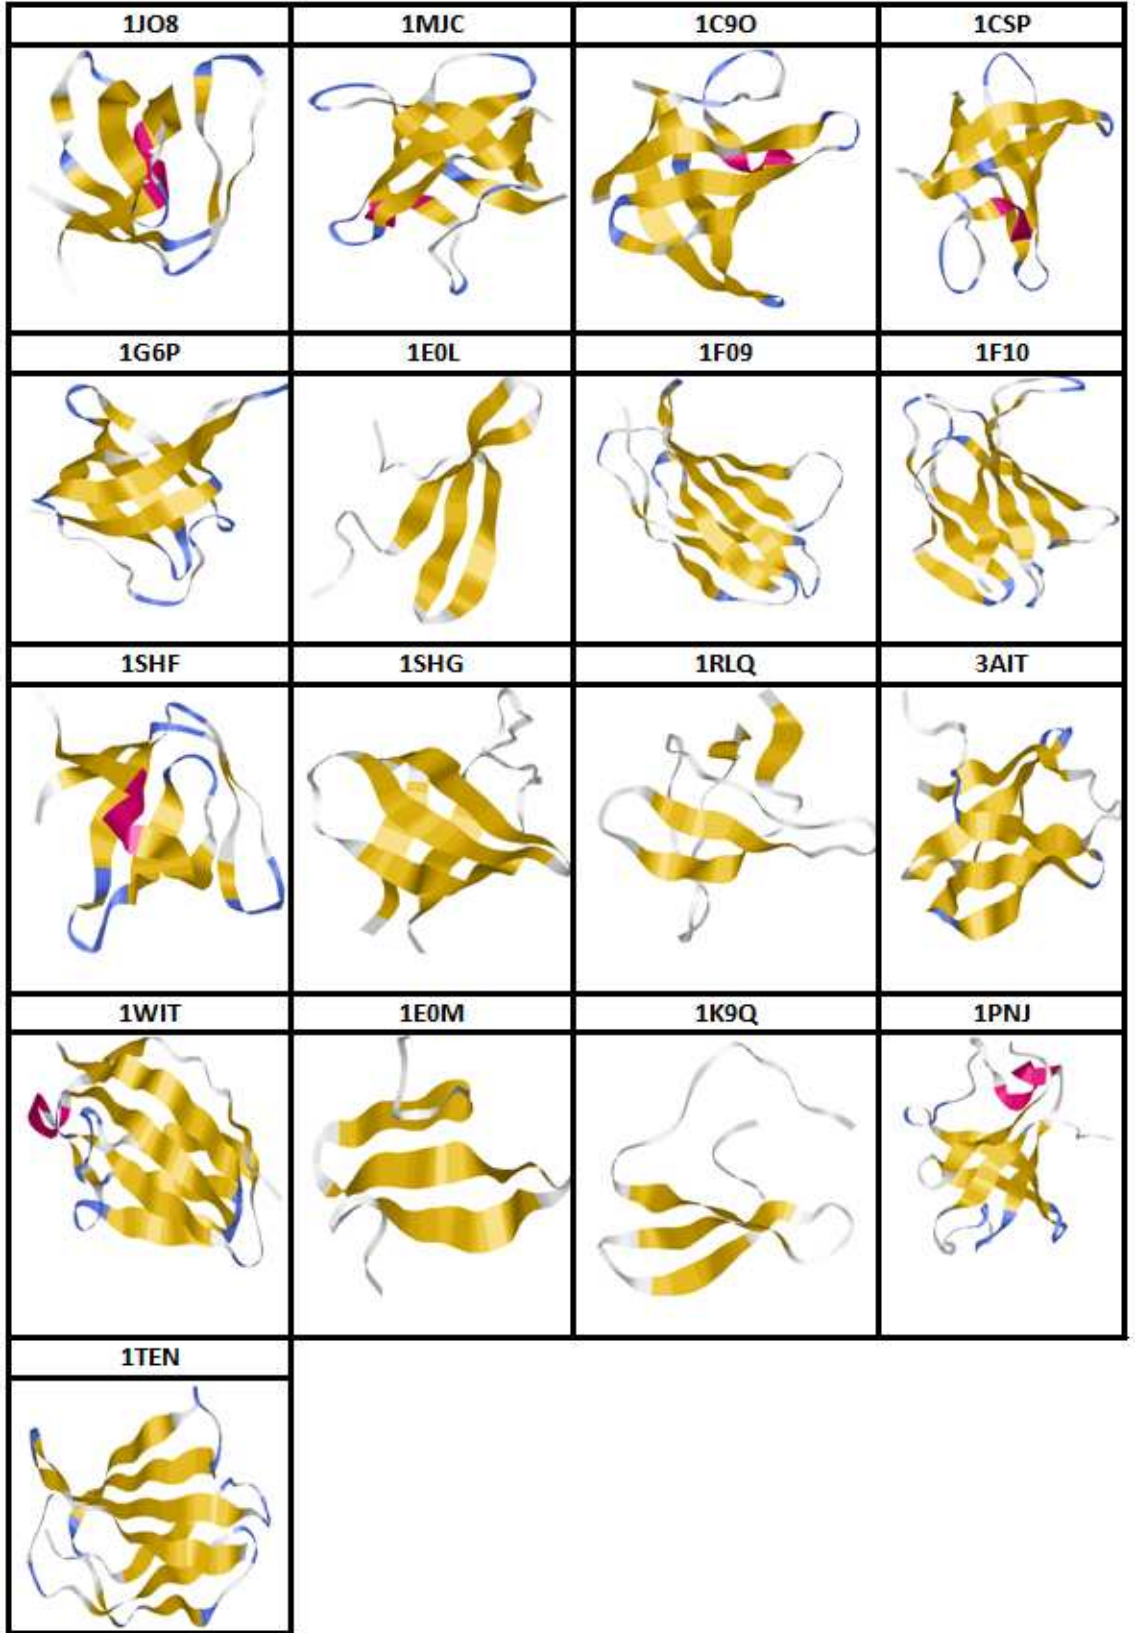 1JO8 1MJC 1C9O 1CSP
1G6P 1E0L 1F09 1F10
1SHF 1SHG 1RLQ 3AIT
1WIT 1E0M 1K9Q 1PNJ
1TEN